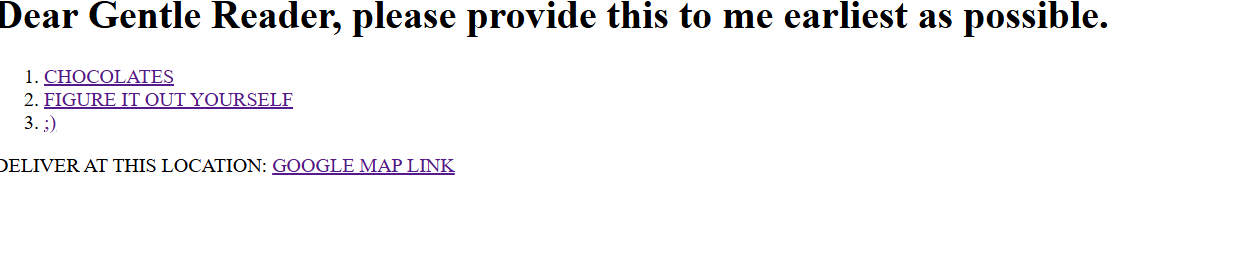 Dear Gentle Reader, please provide this to me earliest as possible.
1. CHOCOLATES
2. FIGURE IT OUT YOURSELF
3. ;)
DELIVER AT THIS LOCATION: GOOGLE MAP LINK